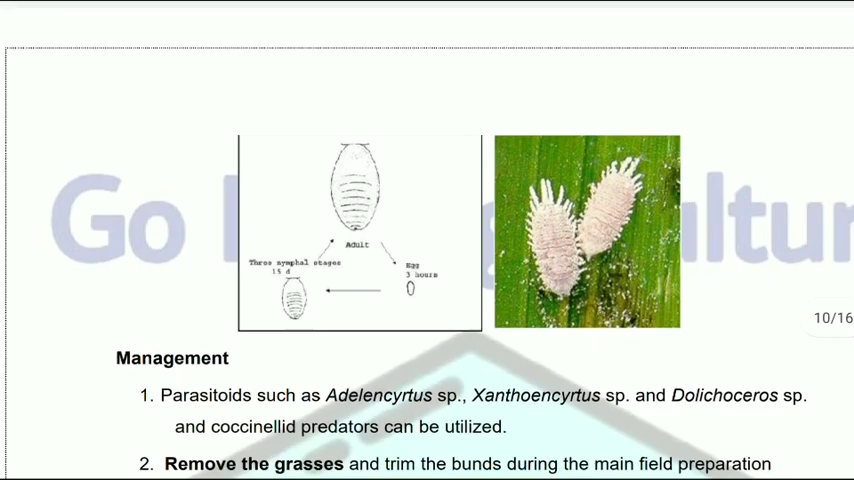 Adult
Three nymphal stages
15 d
Egg
3 hours
10/16
Management
1. Parasitoids such as Adelencyrtus sp., Xanthoencyrtus sp. and Dolichoceros sp.
and coccinellid predators can be utilized.
2. Remove the grasses and trim the bunds during the main field preparation
Go